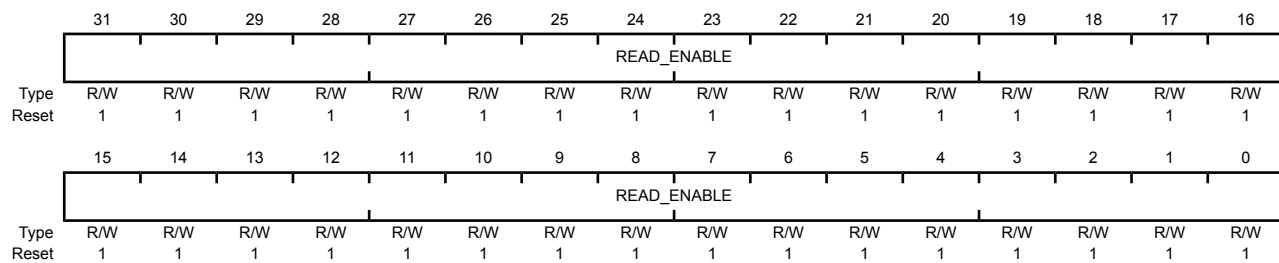 31 30 29 28 27 26 25 24 23 22 21 20 19 18 17 16
READ_ENABLE
Type R/W R/W R/W R/W R/W R/W R/W R/W R/W R/W R/W R/W R/W R/W R/W R/W
Reset 1 1 1 1 1 1 1 1 1 1 1 1 1 1 1 1
15 14 13 12 11 10 9 8 7 6 5 4 3 2 1 0
READ_ENABLE
Type R/W R/W R/W R/W R/W R/W R/W R/W R/W R/W R/W R/W R/W R/W R/W R/W
Reset 1 1 1 1 1 1 1 1 1 1 1 1 1 1 1 1